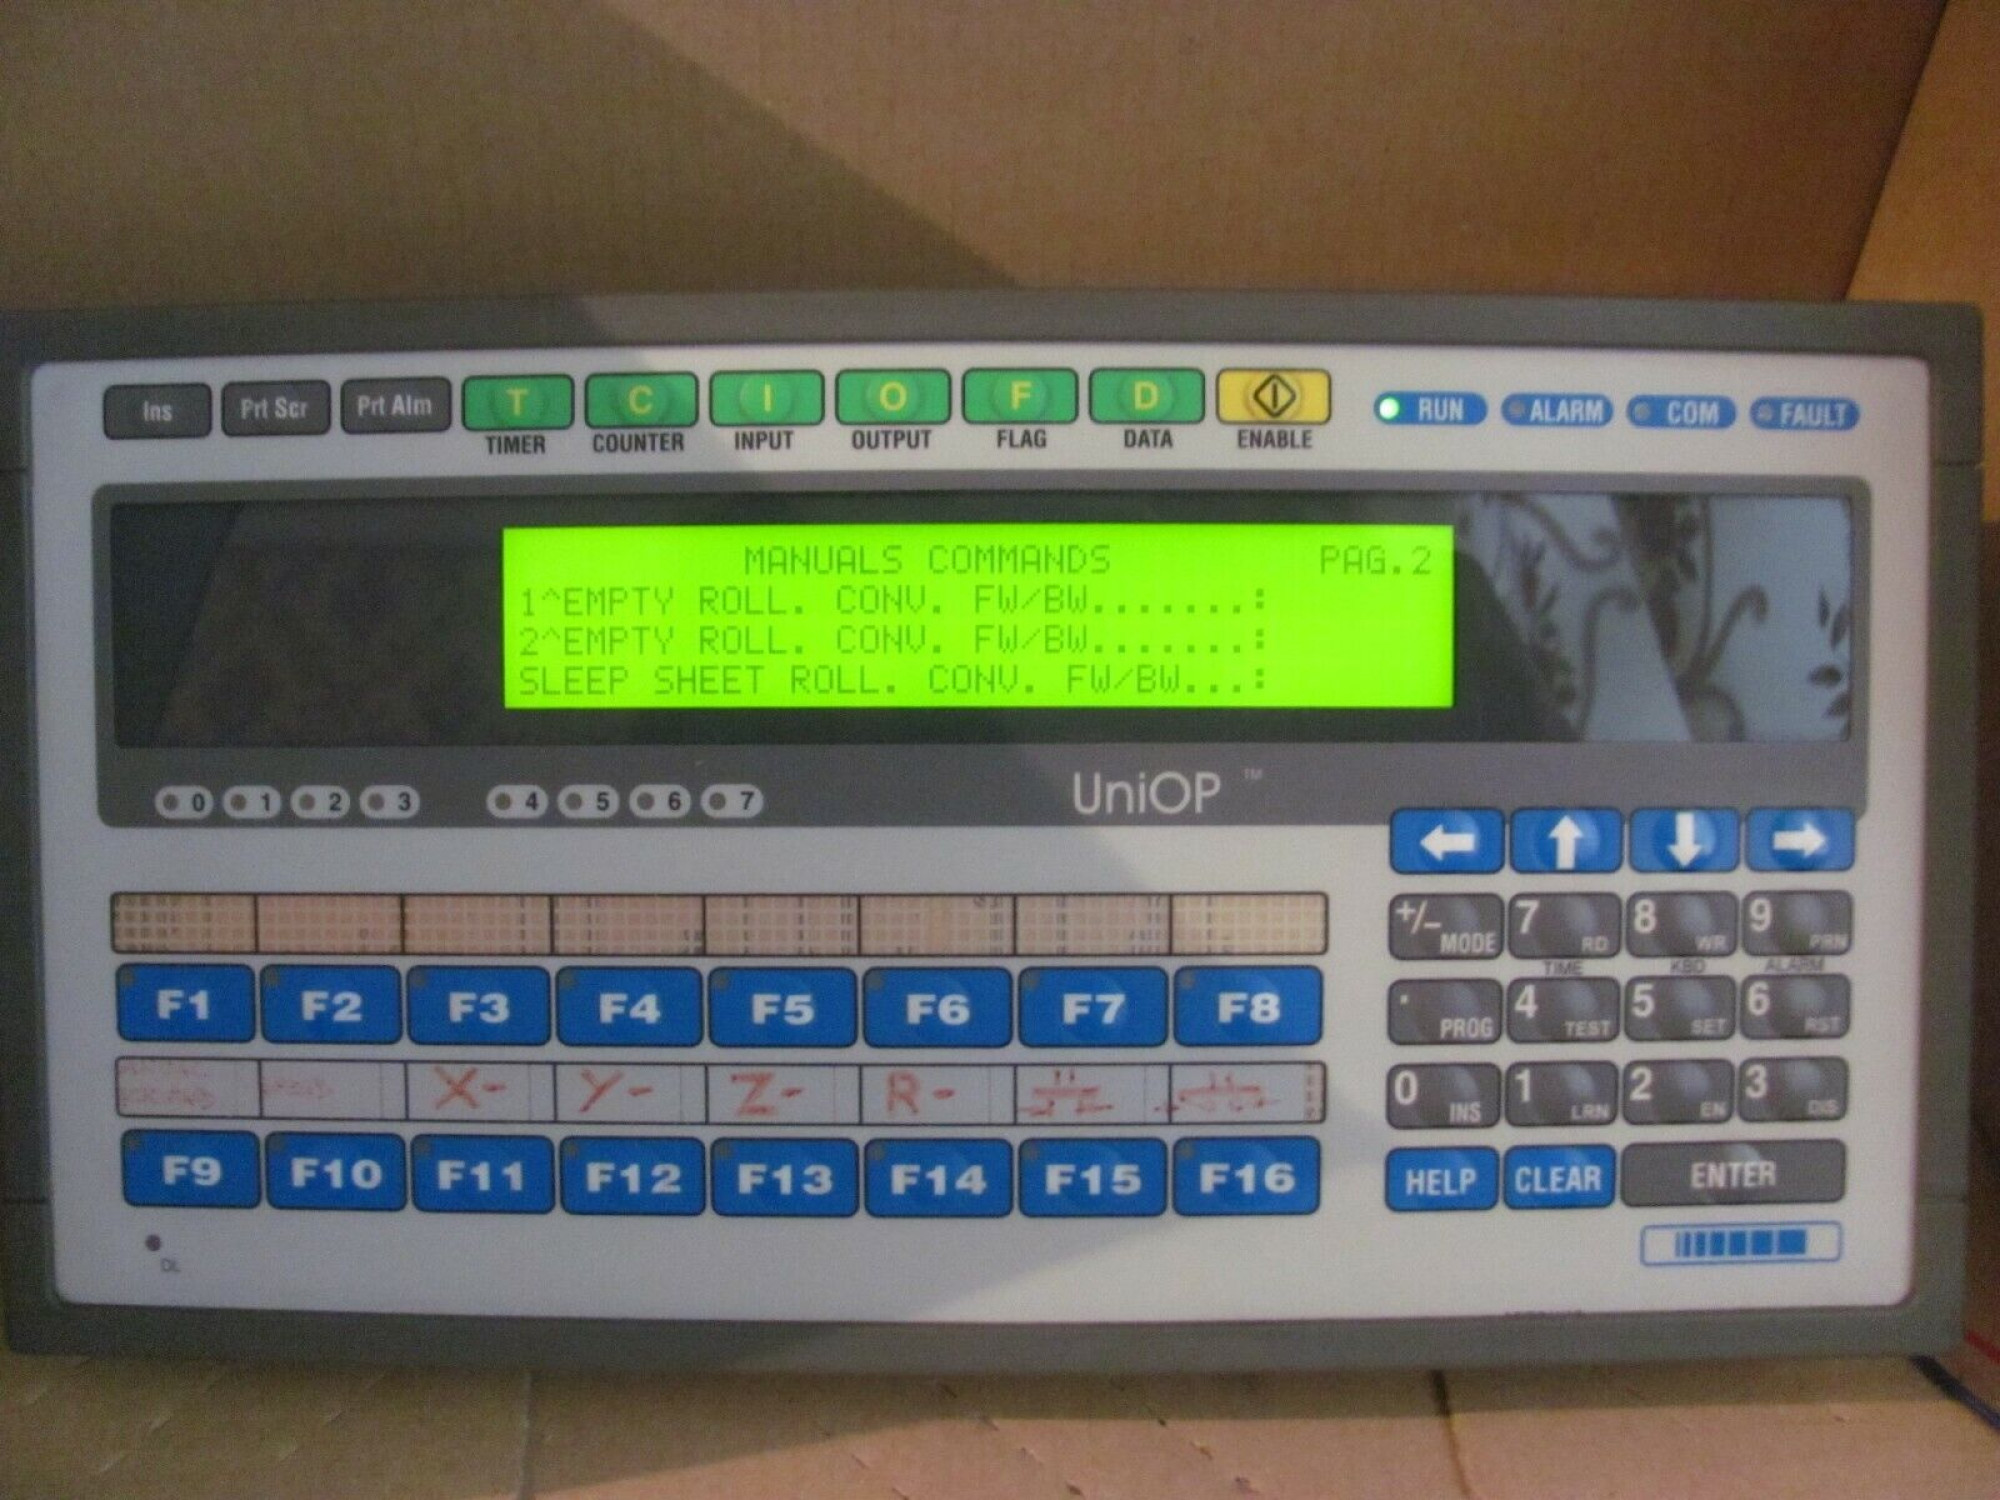 Ins Prt Scr Prt Alm T C I O F D
TIMER COUNTER INPUT OUTPUT FLAG DATA ENABLE
RUN ALARM COM FAULT
MANUALS COMMANDS PAG.2
1^EMPTY ROLL. CONV. FW/BW.......:
2^EMPTY ROLL. CONV. FW/BW.......:
SLEEP SHEET ROLL. CONV. FW/BW...:
0 1 2 3 4 5 6 7
UniOP ™
F1 F2 F3 F4 F5 F6 F7 F8
X- Y- Z- R-
F9 F10 F11 F12 F13 F14 F15 F16
DL
+/- MODE 7 RD 8 WR 9 PRN
TIME KBD ALARM
. PROG 4 TEST 5 SET 6 RST
0 INS 1 LRN 2 EN 3 DIS
HELP CLEAR ENTER